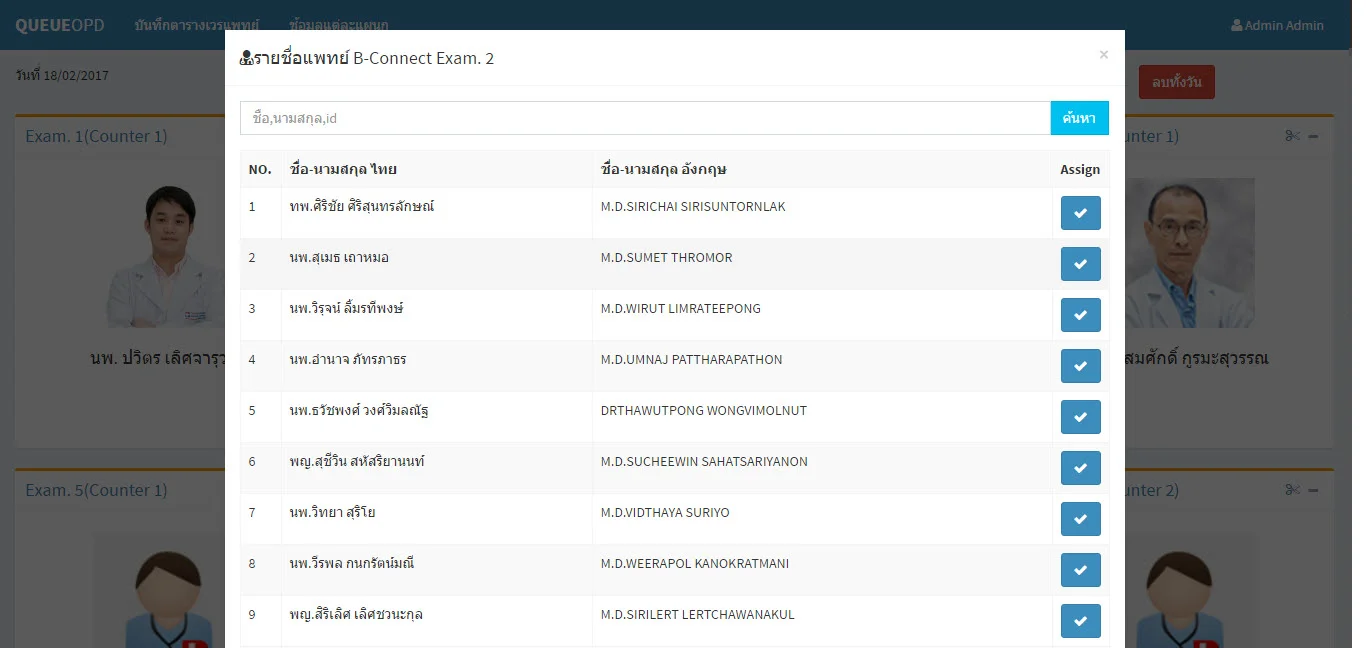 QUEUEOPD บันทึกตารางเวรแพทย์ ข้อมูลแต่ละแผนก Admin Admin
รายชื่อแพทย์ B-Connect Exam. 2 ×
วันที่ 18/02/2017 ลบทั้งวัน
ชื่อ,นามสกุล,id ค้นหา
Exam. 1(Counter 1) unter 1)
NO. ชื่อ-นามสกุล ไทย ชื่อ-นามสกุล อังกฤษ Assign
1 ทพ.ศิริชัย ศิริสุนทรลักษณ์ M.D.SIRICHAI SIRISUNTORNLAK
2 นพ.สุเมธ เถาหมอ M.D.SUMET THROMOR
3 นพ.วิรุจน์ ลิ้มรทีพงษ์ M.D.WIRUT LIMRATEEPONG
นพ. ปวิตร เลิศจารุว สมศักดิ์ กูรมะสุวรรณ
4 นพ.อำนาจ ภัทรภาธร M.D.UMNAJ PATTHARAPATHON
5 นพ.ธวัชพงศ์ วงศ์วิมลณัฐ DRTHAWUTPONG WONGVIMOLNUT
6 พญ.สุชีวิน สหัสริยานนท์ M.D.SUCHEEWIN SAHATSARIYANON
Exam. 5(Counter 1) unter 2)
7 นพ.วิทยา สุริโย M.D.VIDTHAYA SURIYO
8 นพ.วีรพล กนกรัตน์มณี M.D.WEERAPOL KANOKRATMANI
9 พญ.สิริเลิศ เลิศชวนะกุล M.D.SIRILERT LERTCHAWANAKUL